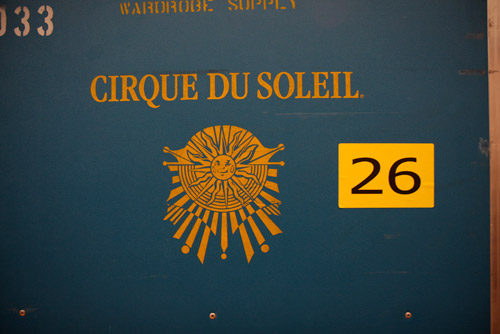 033
WARDROBE SUPPLY
CIRQUE DU SOLEIL.
26